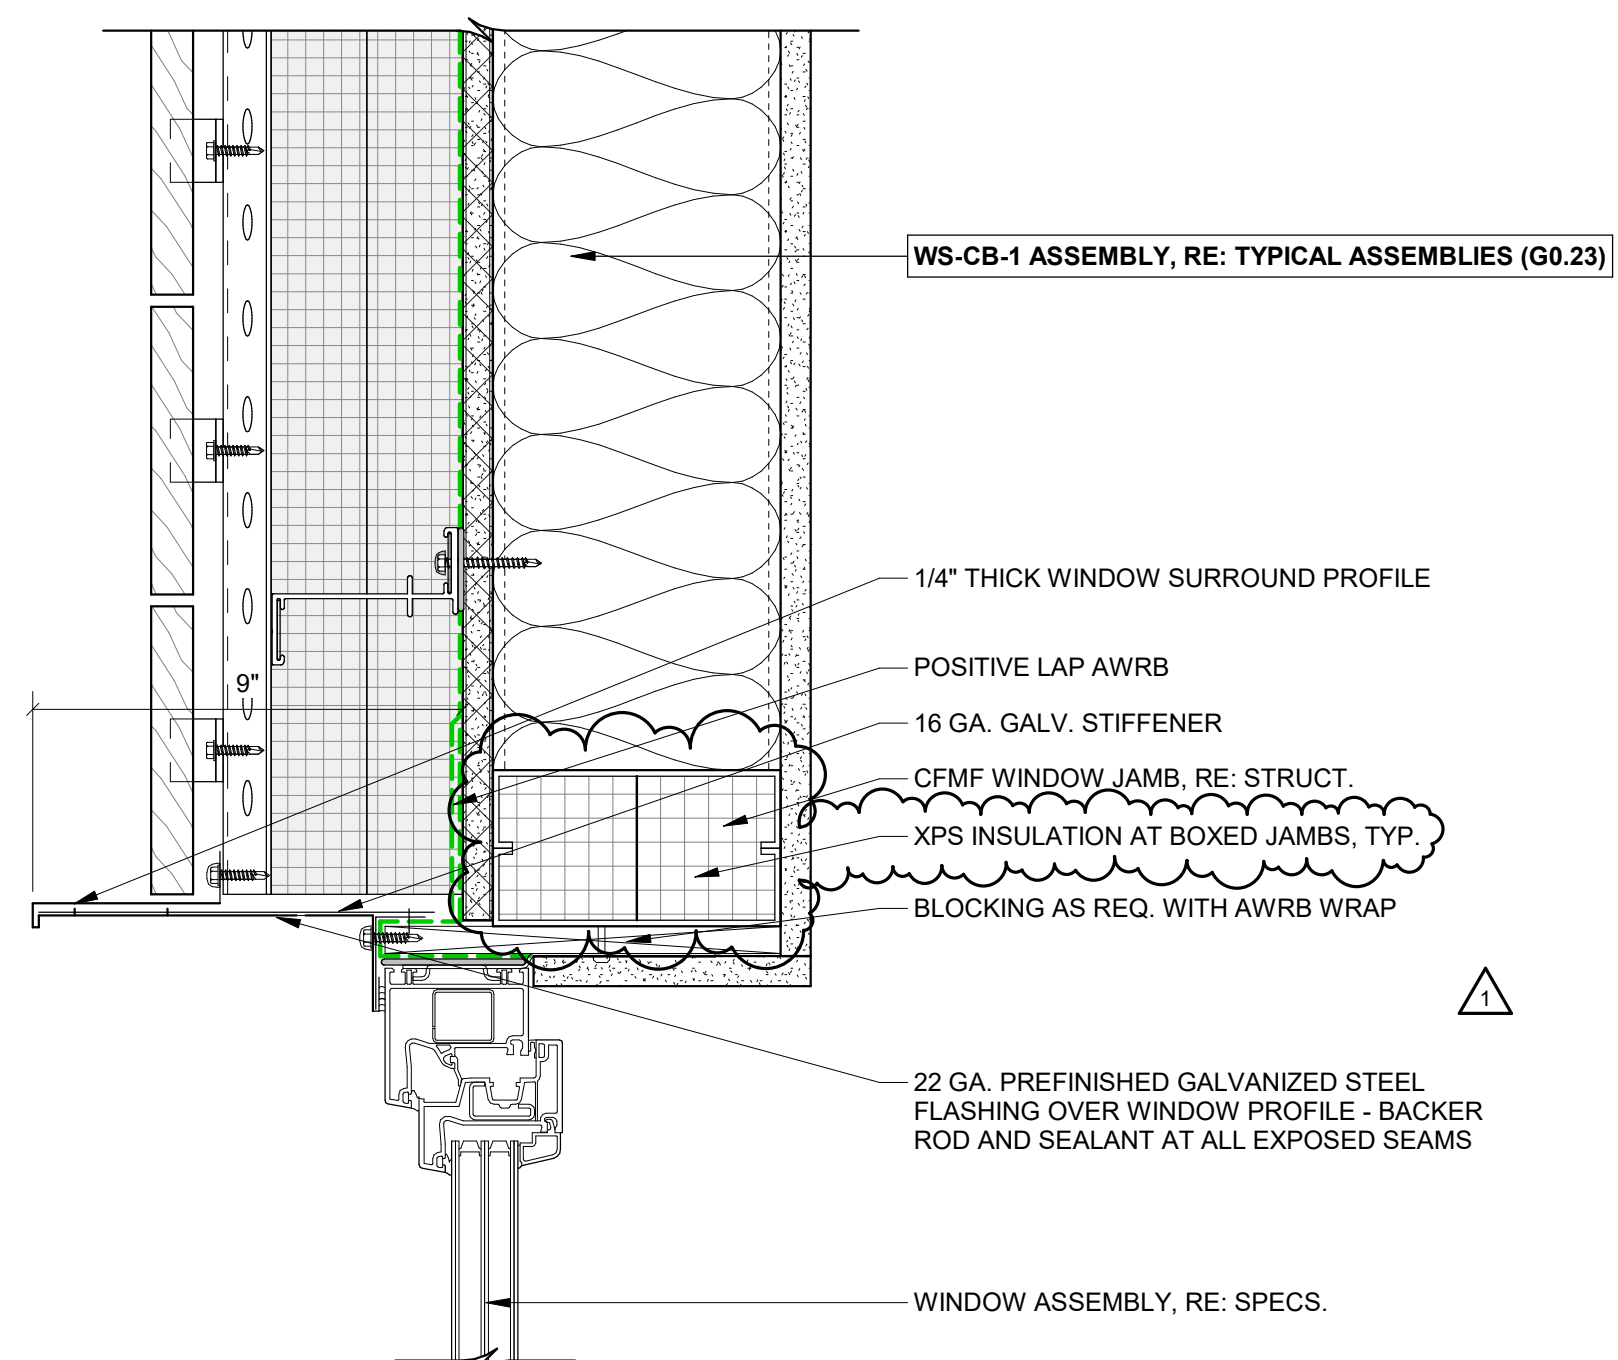 WS-CB-1 ASSEMBLY, RE: TYPICAL ASSEMBLIES (G0.23)
1/4" THICK WINDOW SURROUND PROFILE
POSITIVE LAP AWRB
9"
16 GA. GALV. STIFFENER
CFMF WINDOW JAMB, RE: STRUCT.
XPS INSULATION AT BOXED JAMBS, TYP.
BLOCKING AS REQ. WITH AWRB WRAP
1
22 GA. PREFINISHED GALVANIZED STEEL
FLASHING OVER WINDOW PROFILE - BACKER
ROD AND SEALANT AT ALL EXPOSED SEAMS
WINDOW ASSEMBLY, RE: SPECS.